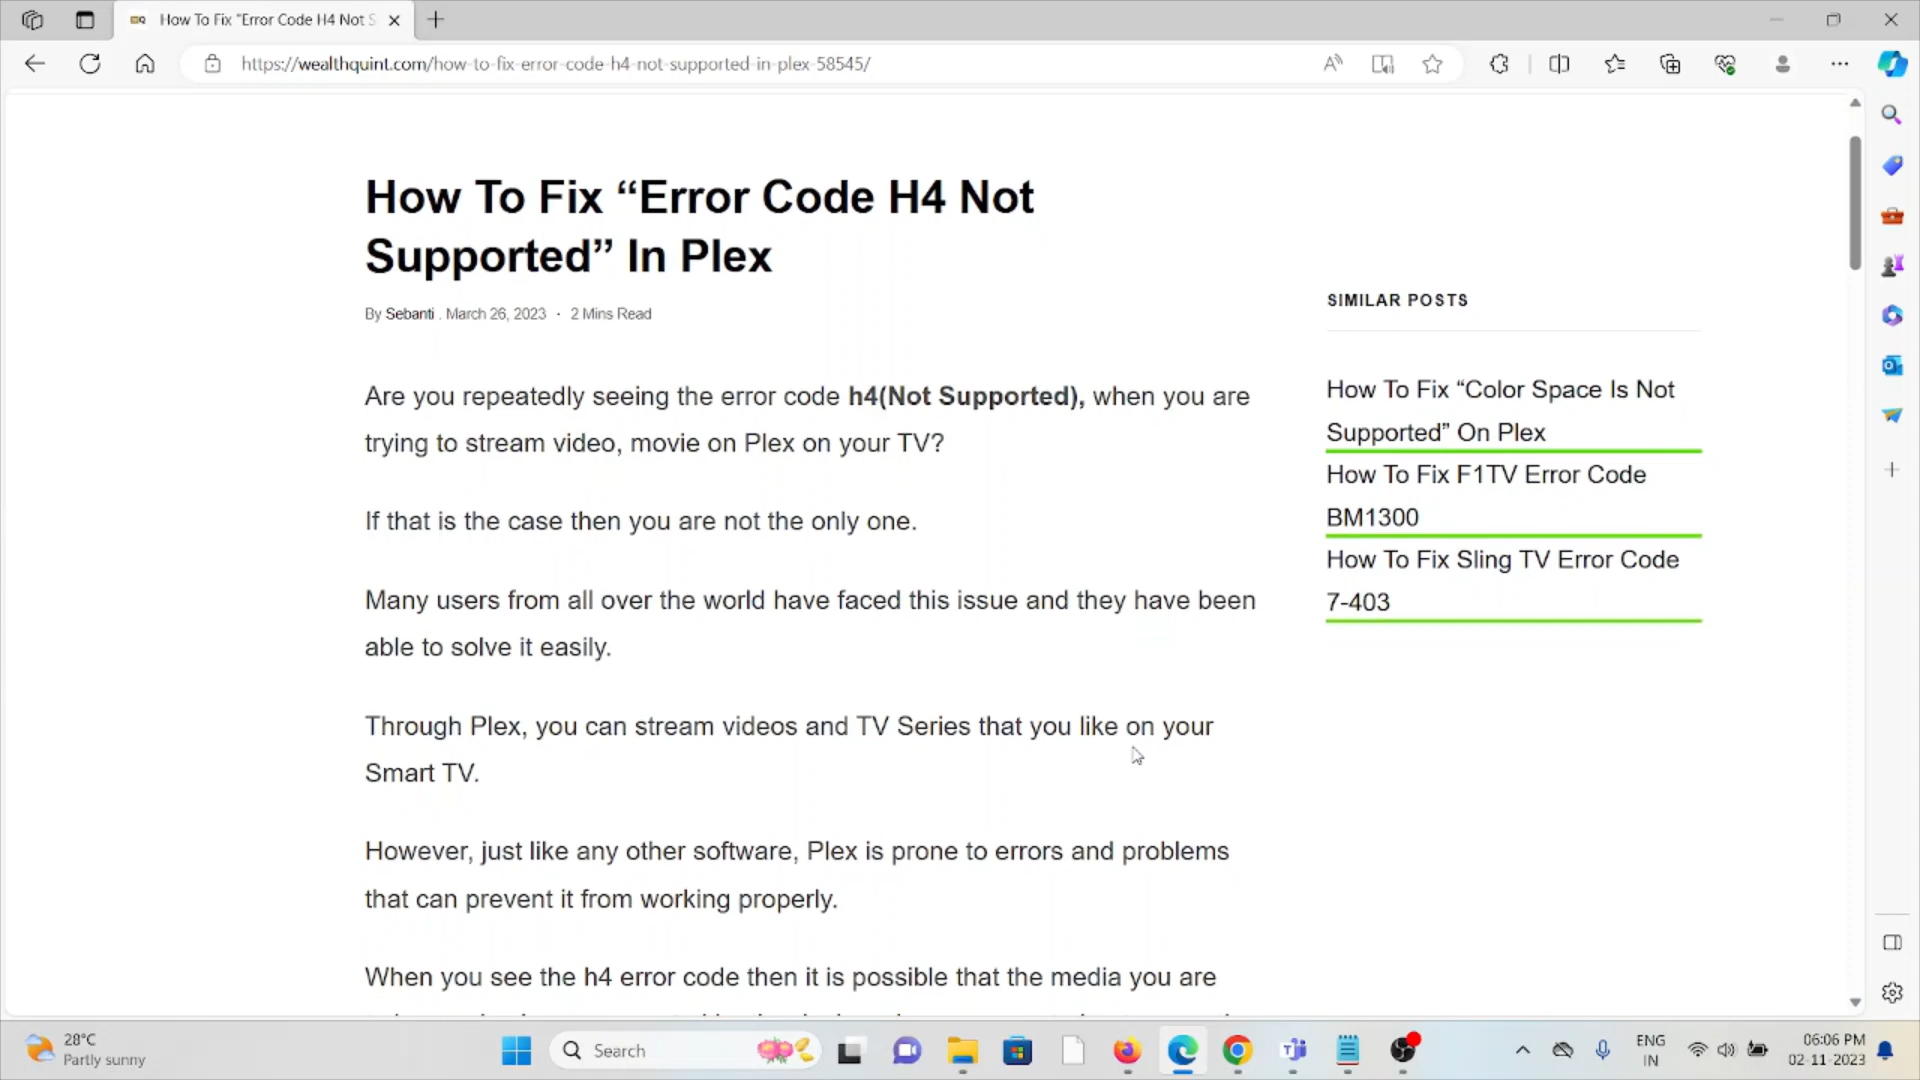 How To Fix "Error Code H4 Not S
https://wealthquint.com/how-to-fix-error-code-h4-not-supported-in-plex-58545/
How To Fix “Error Code H4 Not
Supported” In Plex
By Sebanti . March 26, 2023 · 2 Mins Read
Are you repeatedly seeing the error code h4(Not Supported), when you are
trying to stream video, movie on Plex on your TV?
If that is the case then you are not the only one.
Many users from all over the world have faced this issue and they have been
able to solve it easily.
Through Plex, you can stream videos and TV Series that you like on your
Smart TV.
However, just like any other software, Plex is prone to errors and problems
that can prevent it from working properly.
When you see the h4 error code then it is possible that the media you are
SIMILAR POSTS
How To Fix “Color Space Is Not
Supported” On Plex
How To Fix F1TV Error Code
BM1300
How To Fix Sling TV Error Code
7-403
28°C
Partly sunny
Search
ENG
IN
06:06 PM
02-11-2023